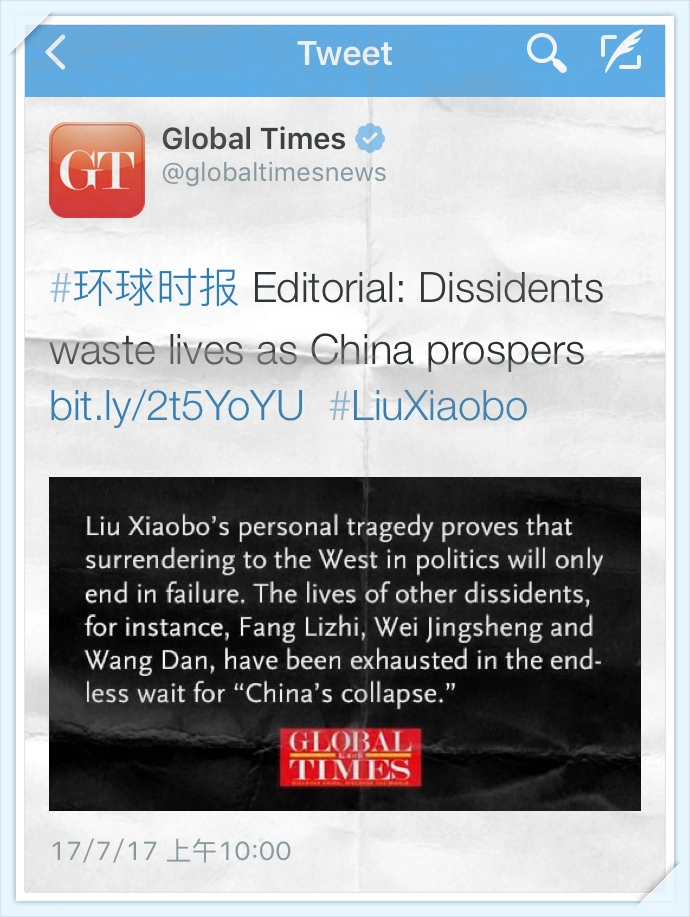 Tweet
GT
Global Times
@globaltimesnews
#环球时报 Editorial: Dissidents
waste lives as China prospers
bit.ly/2t5YoYU #LiuXiaobo
Liu Xiaobo's personal tragedy proves that
surrendering to the West in politics will only
end in failure. The lives of other dissidents,
for instance, Fang Lizhi, Wei Jingsheng and
Wang Dan, have been exhausted in the end-
less wait for “China's collapse.”
GLOBAL
TIMES
17/7/17 上午10:00